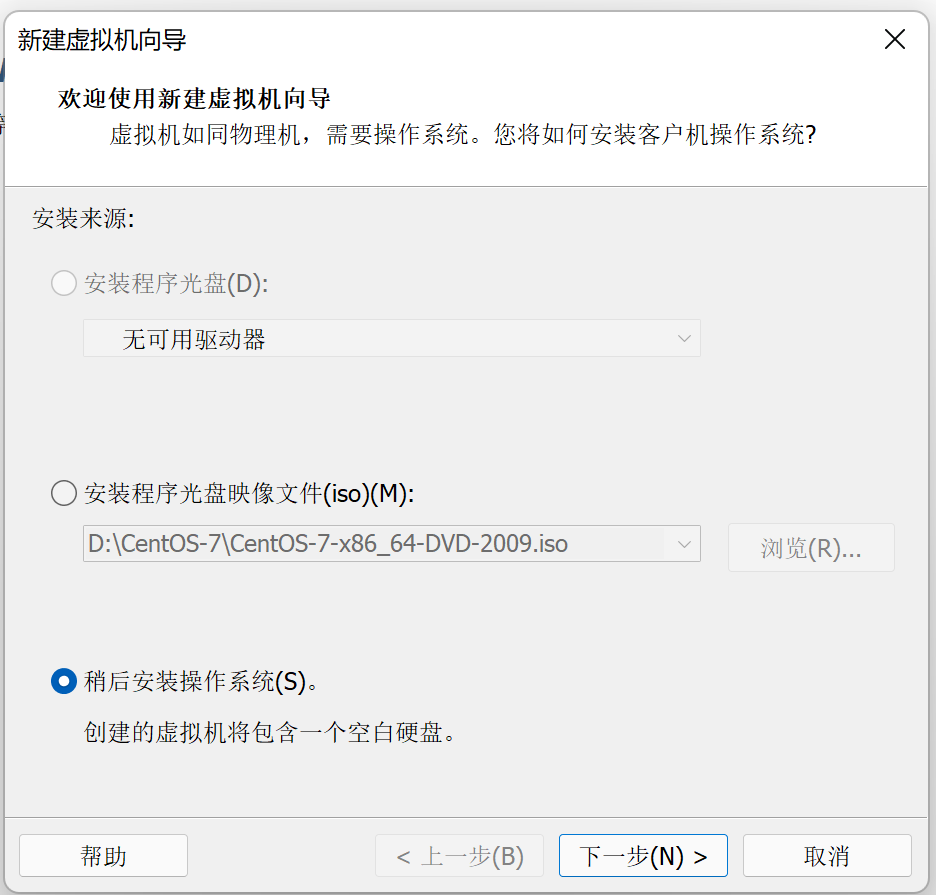 新建虚拟机向导
欢迎使用新建虚拟机向导
虚拟机如同物理机，需要操作系统。您将如何安装客户机操作系统?
安装来源:
安装程序光盘(D):
无可用驱动器
安装程序光盘映像文件(iso)(M):
D:\CentOS-7\CentOS-7-x86_64-DVD-2009.iso
浏览(R)...
稍后安装操作系统(S)。
创建的虚拟机将包含一个空白硬盘。
帮助
< 上一步(B)
下一步(N) >
取消